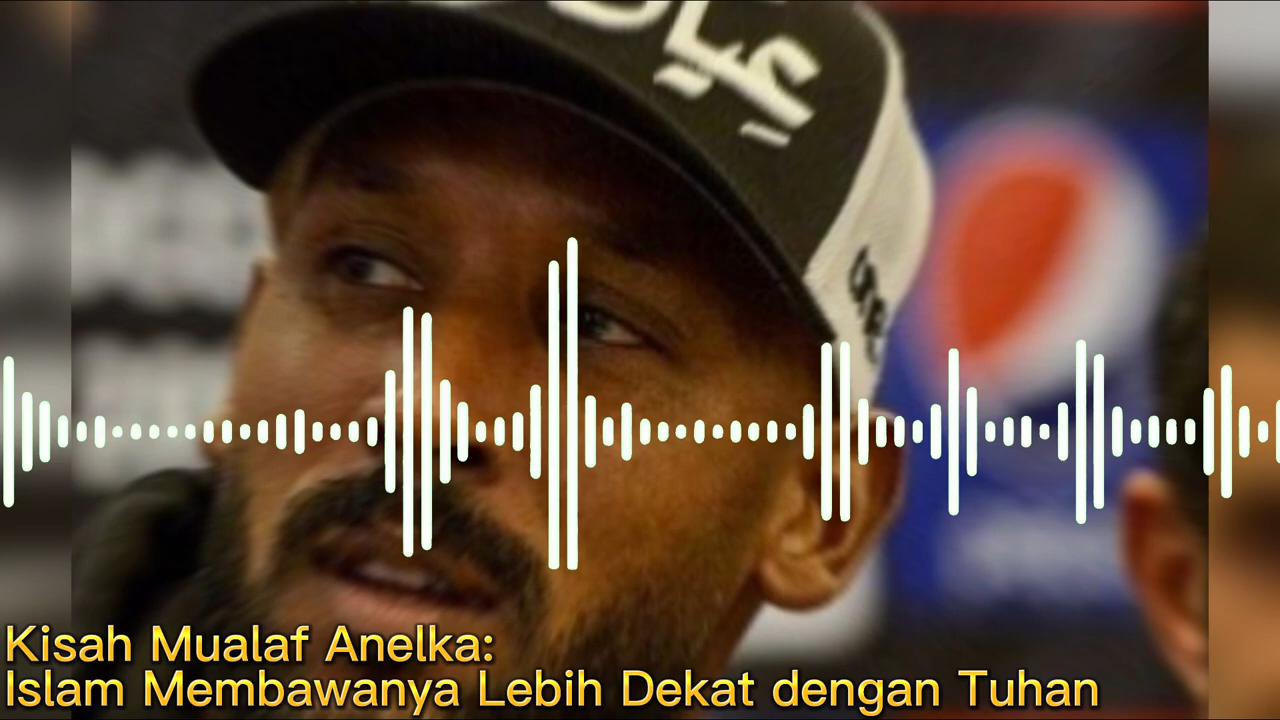 Kisah Mualaf Anelka:
Islam Membawanya Lebih Dekat dengan Tuhan